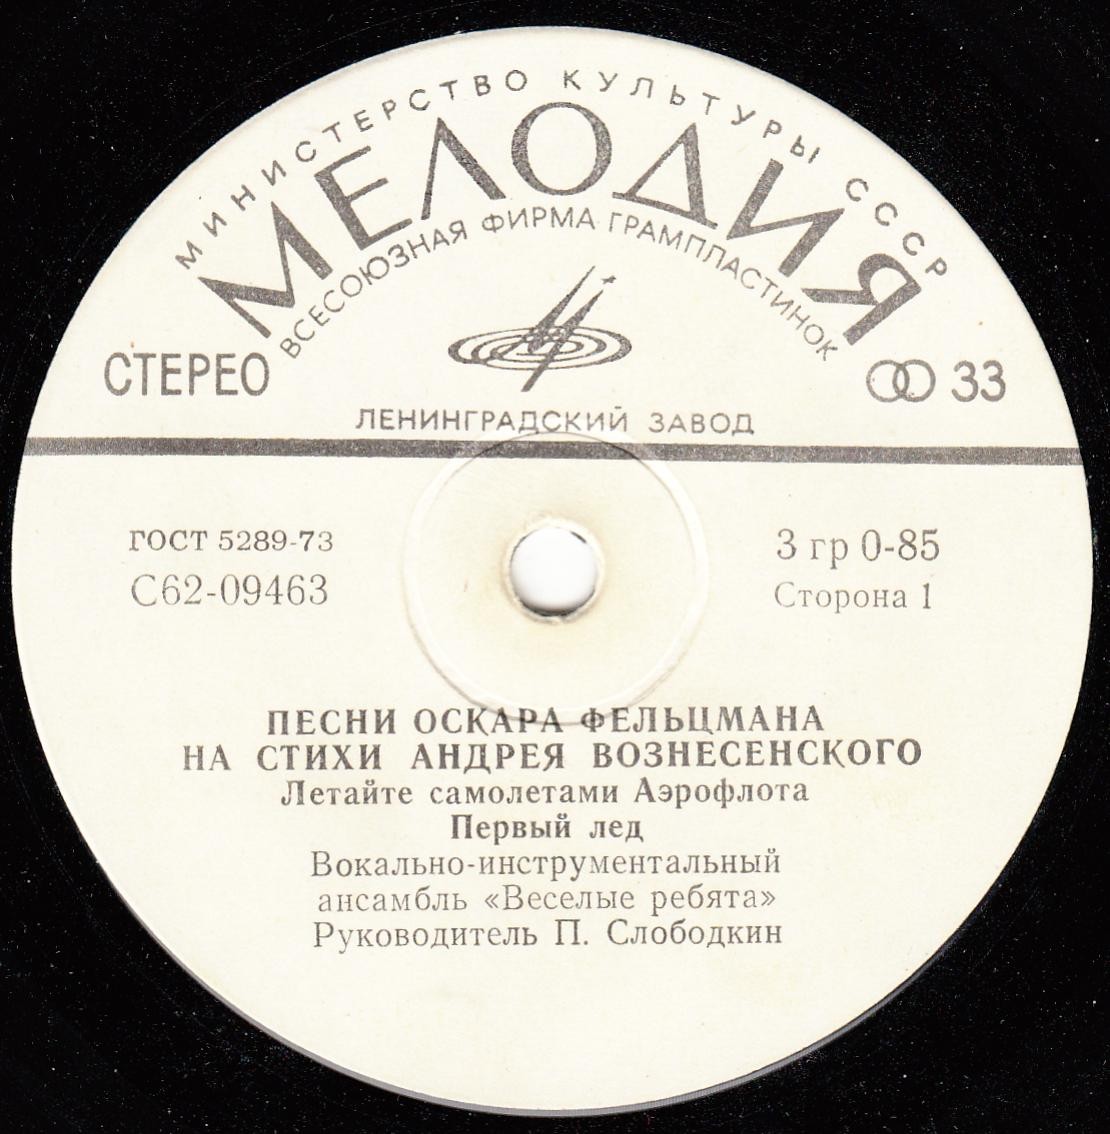 МИНИСТЕРСТВО КУЛЬТУРЫ СССР
МЕЛОДИЯ
ВСЕСОЮЗНАЯ ФИРМА ГРАМПЛАСТИНОК
СТЕРЕО
33
ЛЕНИНГРАДСКИЙ ЗАВОД
ГОСТ 5289-73
3 гр 0-85
С62-09463
Сторона 1
ПЕСНИ ОСКАРА ФЕЛЬЦМАНА
НА СТИХИ АНДРЕЯ ВОЗНЕСЕНСКОГО
Летайте самолетами Аэрофлота
Первый лед
Вокально-инструментальный
ансамбль «Веселые ребята»
Руководитель П. Слободкин